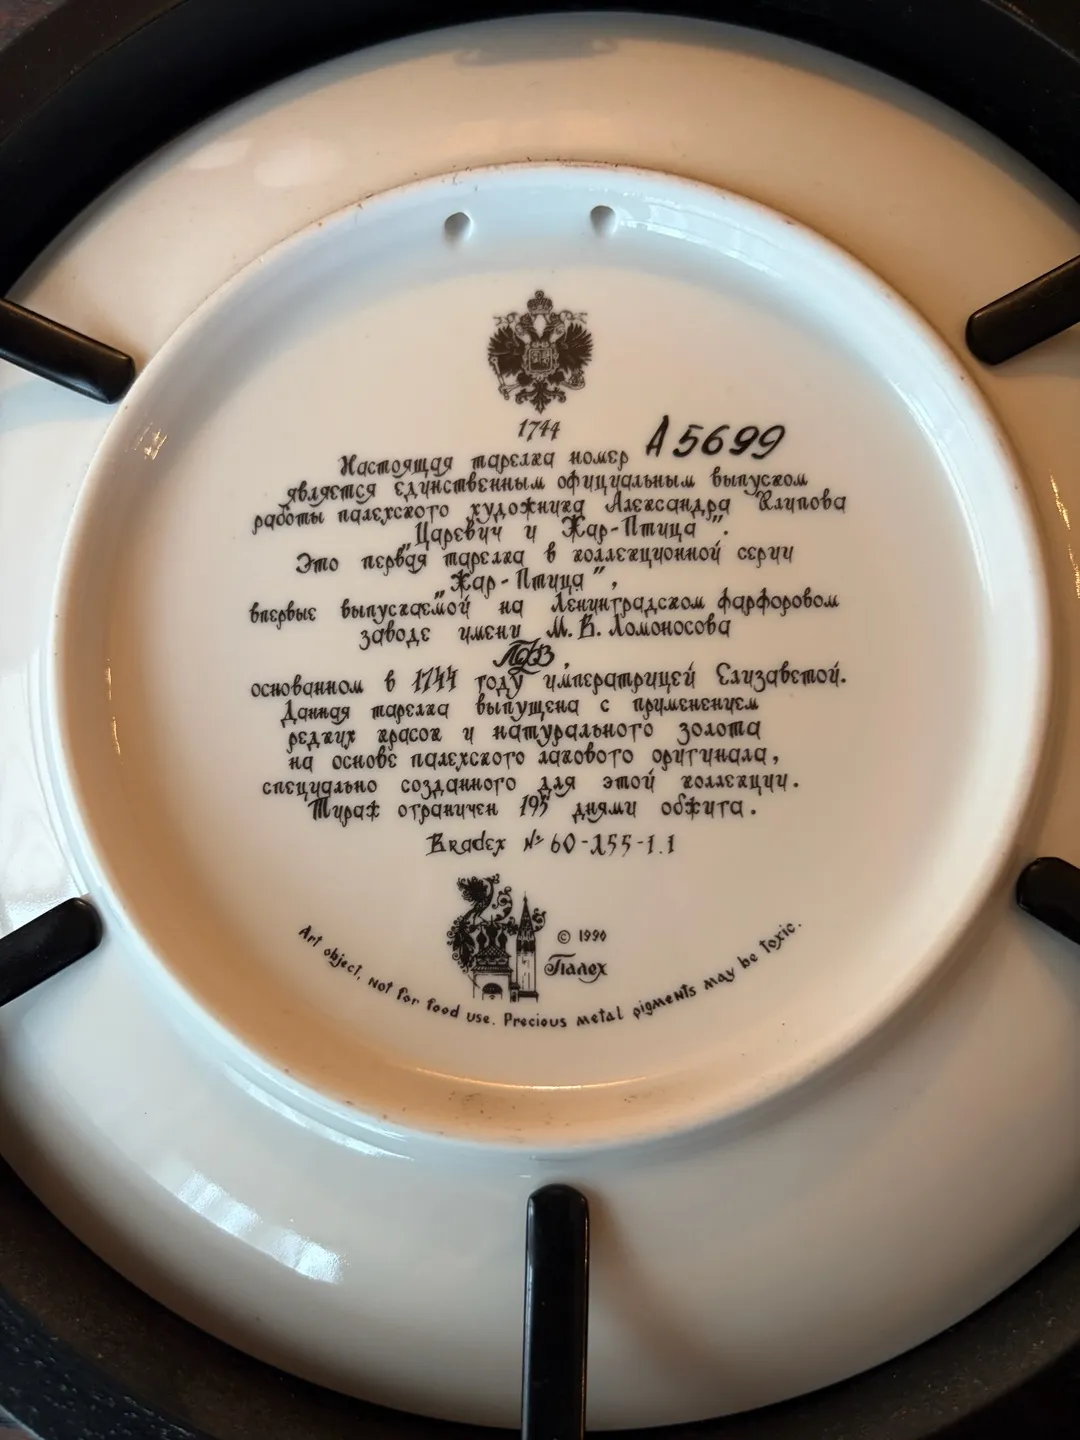 1744
Настоящая тарелка номер A 5699
является единственным официальным выпуском
работы палехского художника Александра Клипова
„Царевич и Жар-Птица".
Это первая тарелка в коллекционной серии
„Жар-Птица",
впервые выпускаемой на Ленинградском фарфоровом
заводе имени М.В. Ломоносова
ЛФЗ,
основанном в 1744 году императрицей Елизаветой.
Данная тарелка выпущена с применением
редких красок и натурального золота
на основе палехского лакового оригинала,
специально созданного для этой коллекции.
Тираж ограничен 195 днями обжига.
Bradex № 60-Л55-1.1
© 1990
Палех
Art object, not for food use. Precious metal pigments may be toxic.